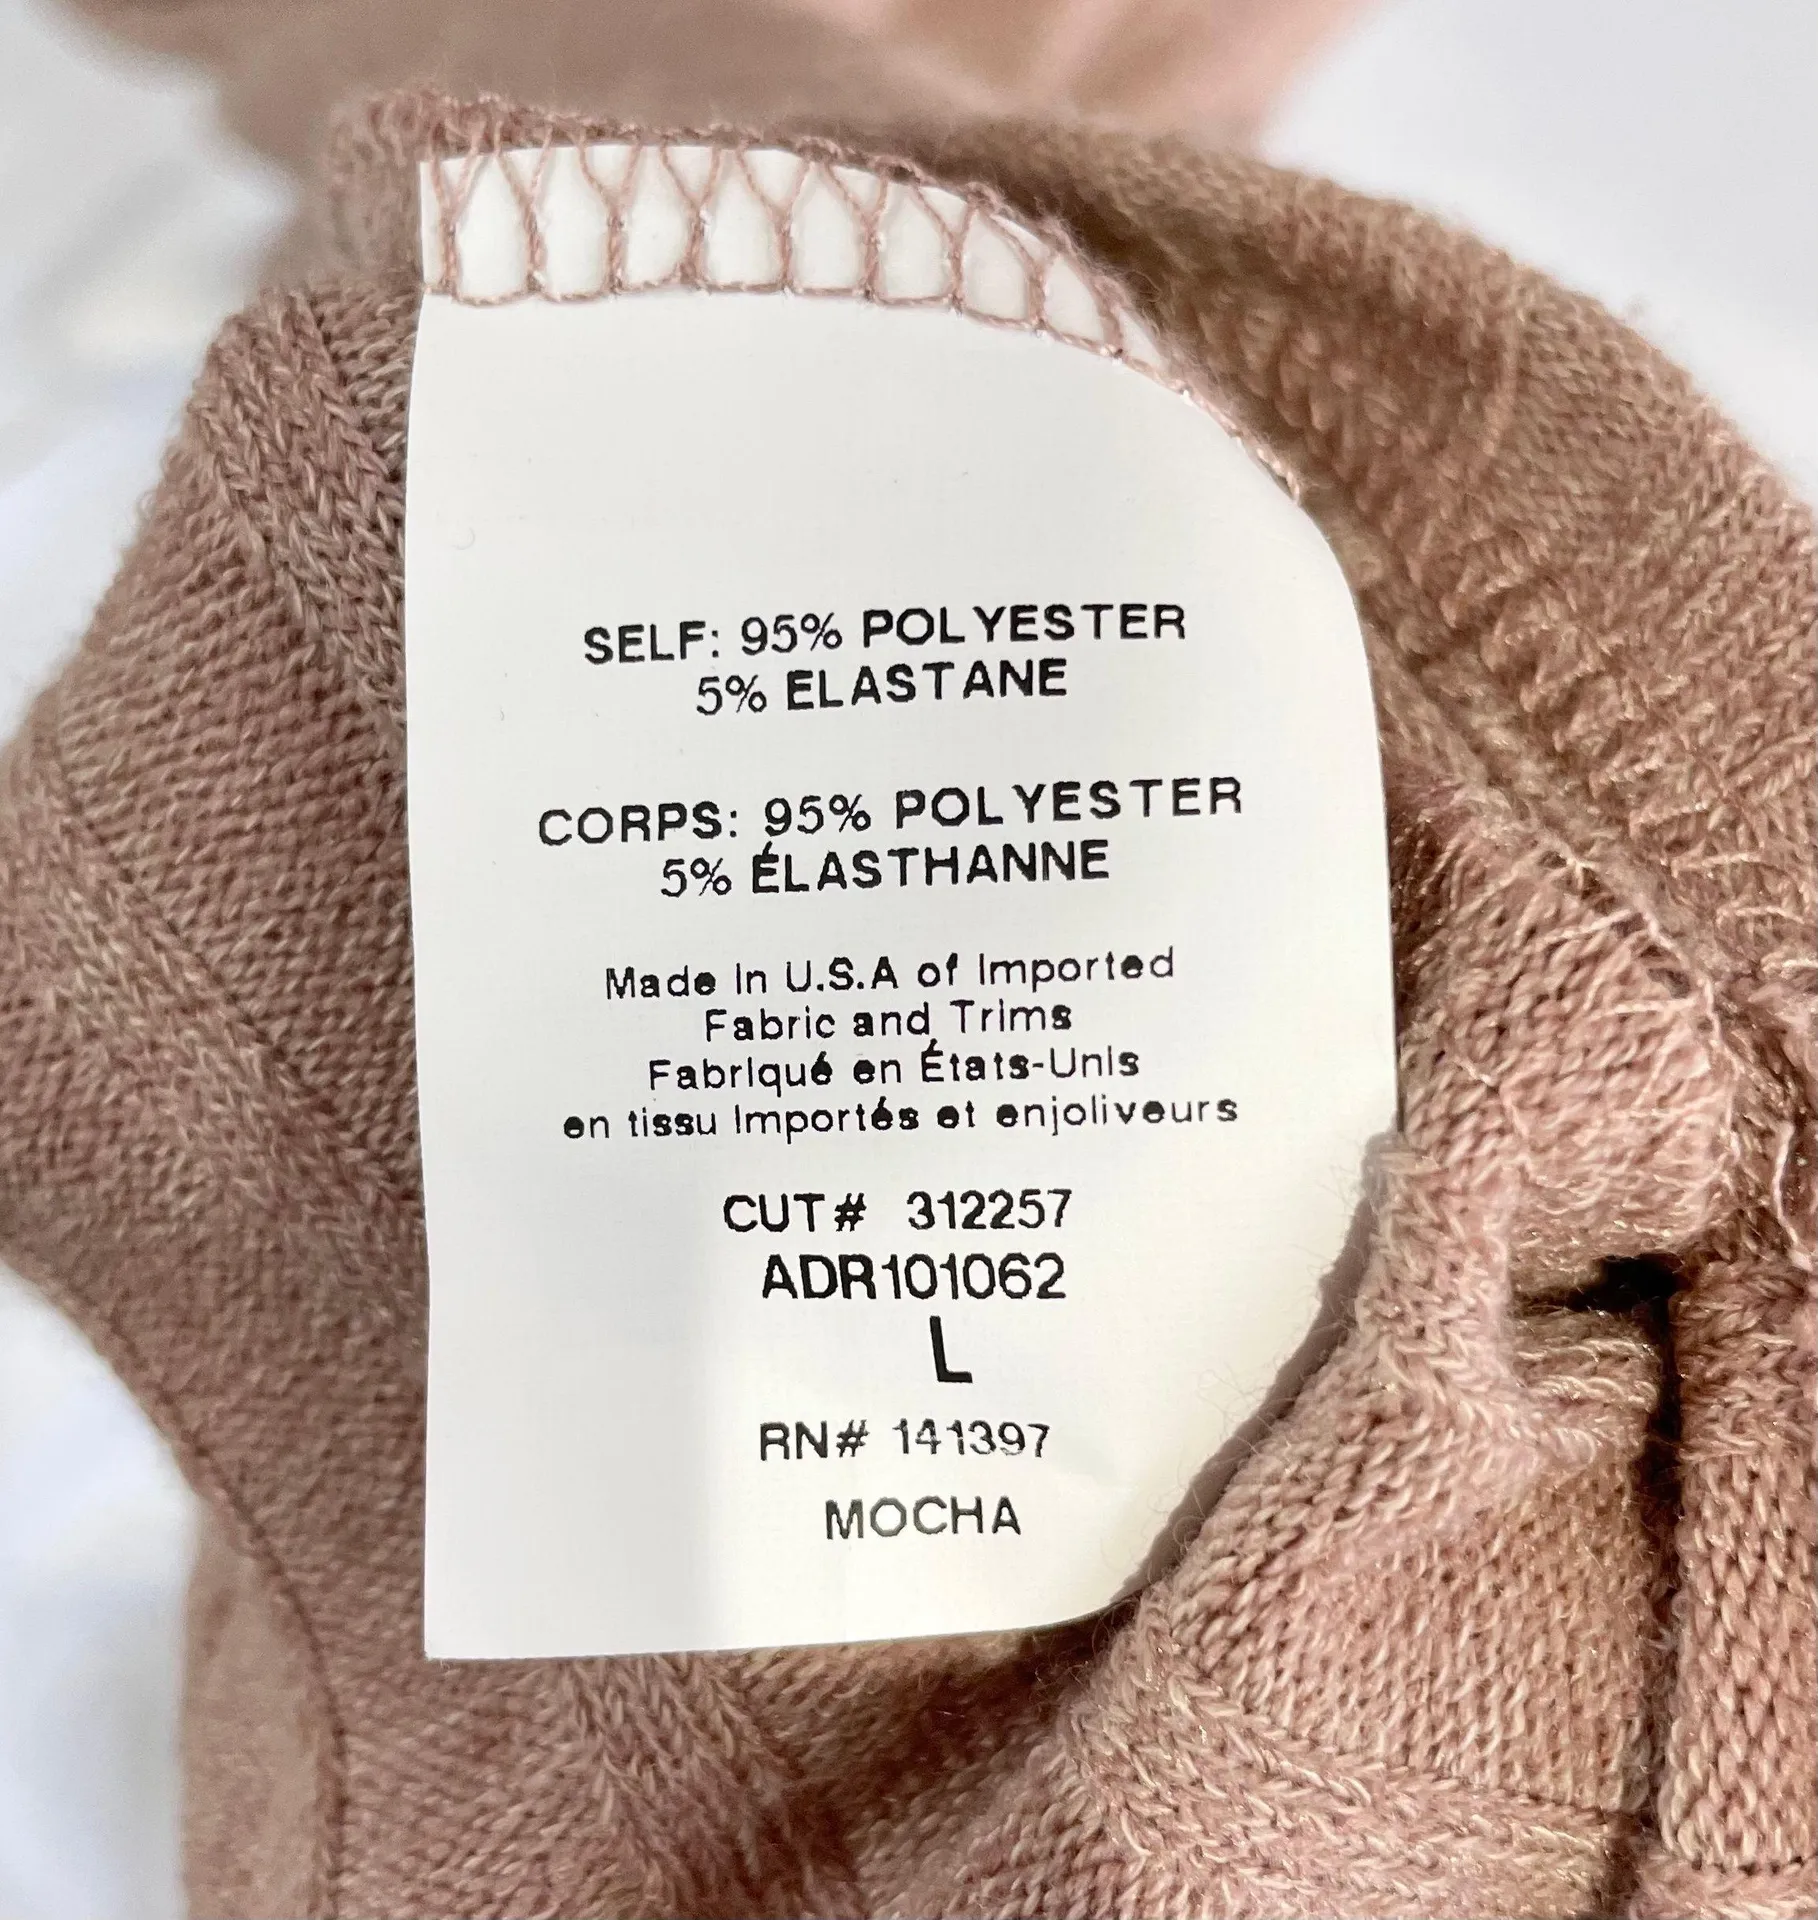 SELF: 95% POLYESTER
5% ELASTANE
CORPS: 95% POLYESTER
5% ÉLASTHANNE
Made in U.S.A of Imported
Fabric and Trims
Fabriqué en États-Unis
en tissu Importés et enjoliveurs
CUT# 312257
ADR101062
L
RN# 141397
MOCHA